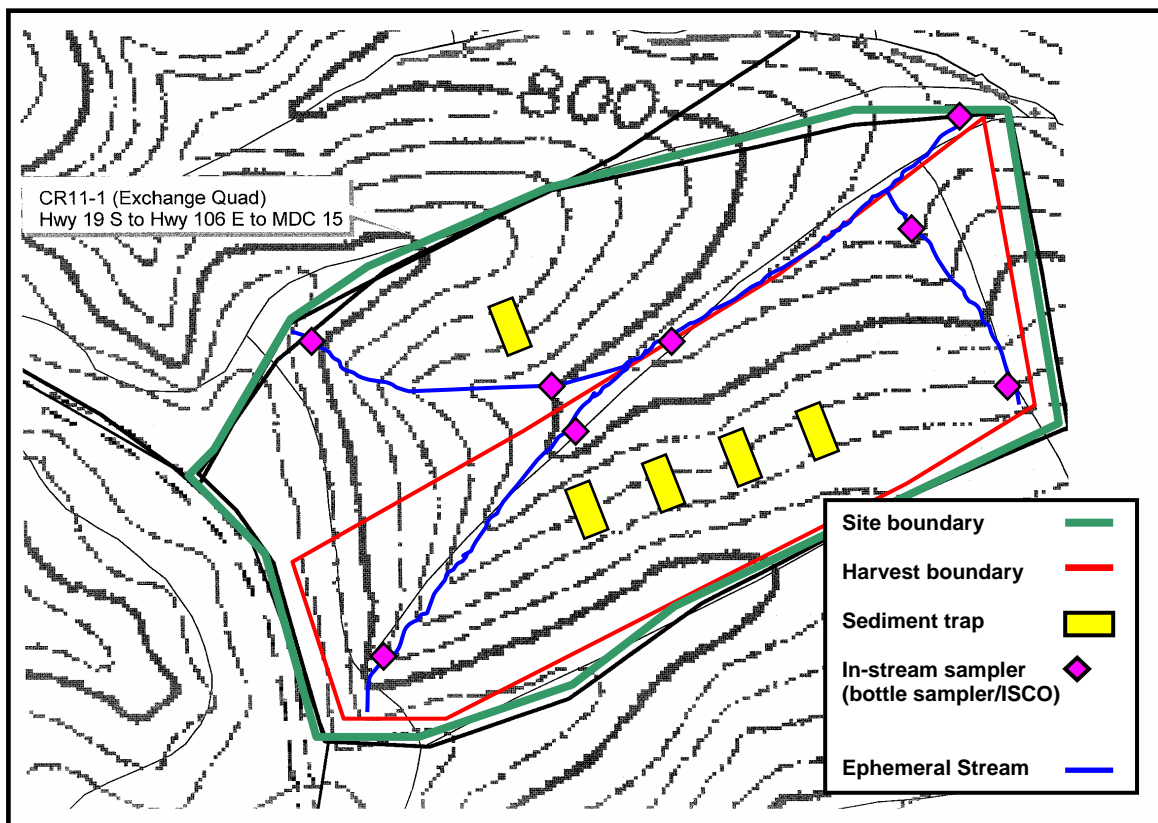 800
CR11-1 (Exchange Quad)
Hwy 19 S to Hwy 106 E to MDC 15
Site boundary
Harvest boundary
Sediment trap
In-stream sampler
(bottle sampler/ISCO)
Ephemeral Stream